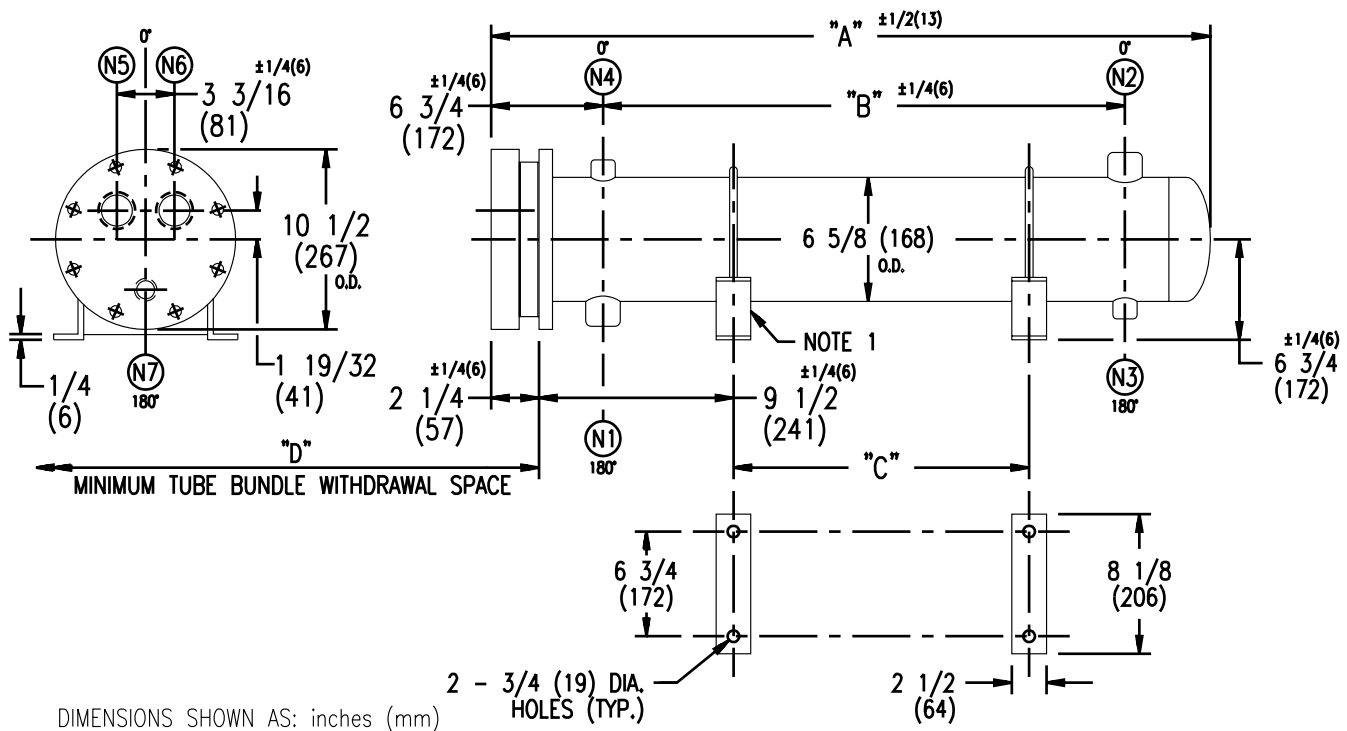 0°
N5
N6
±1/4(6)
3 3/16
(81)
10 1/2
(267)
O.D.
1 19/32
(41)
1/4
(6)
N7
180°
"A" ±1/2(13)
0°
N4
0°
N2
±1/4(6)
6 3/4
(172)
"B" ±1/4(6)
6 5/8 (168)
O.D.
NOTE 1
±1/4(6)
6 3/4
(172)
N3
180°
±1/4(6)
2 1/4
(57)
±1/4(6)
9 1/2
(241)
N1
180°
"D"
MINIMUM TUBE BUNDLE WITHDRAWAL SPACE
"C"
6 3/4
(172)
8 1/8
(206)
2 - 3/4 (19) DIA.
HOLES (TYP.)
2 1/2
(64)
DIMENSIONS SHOWN AS: inches (mm)